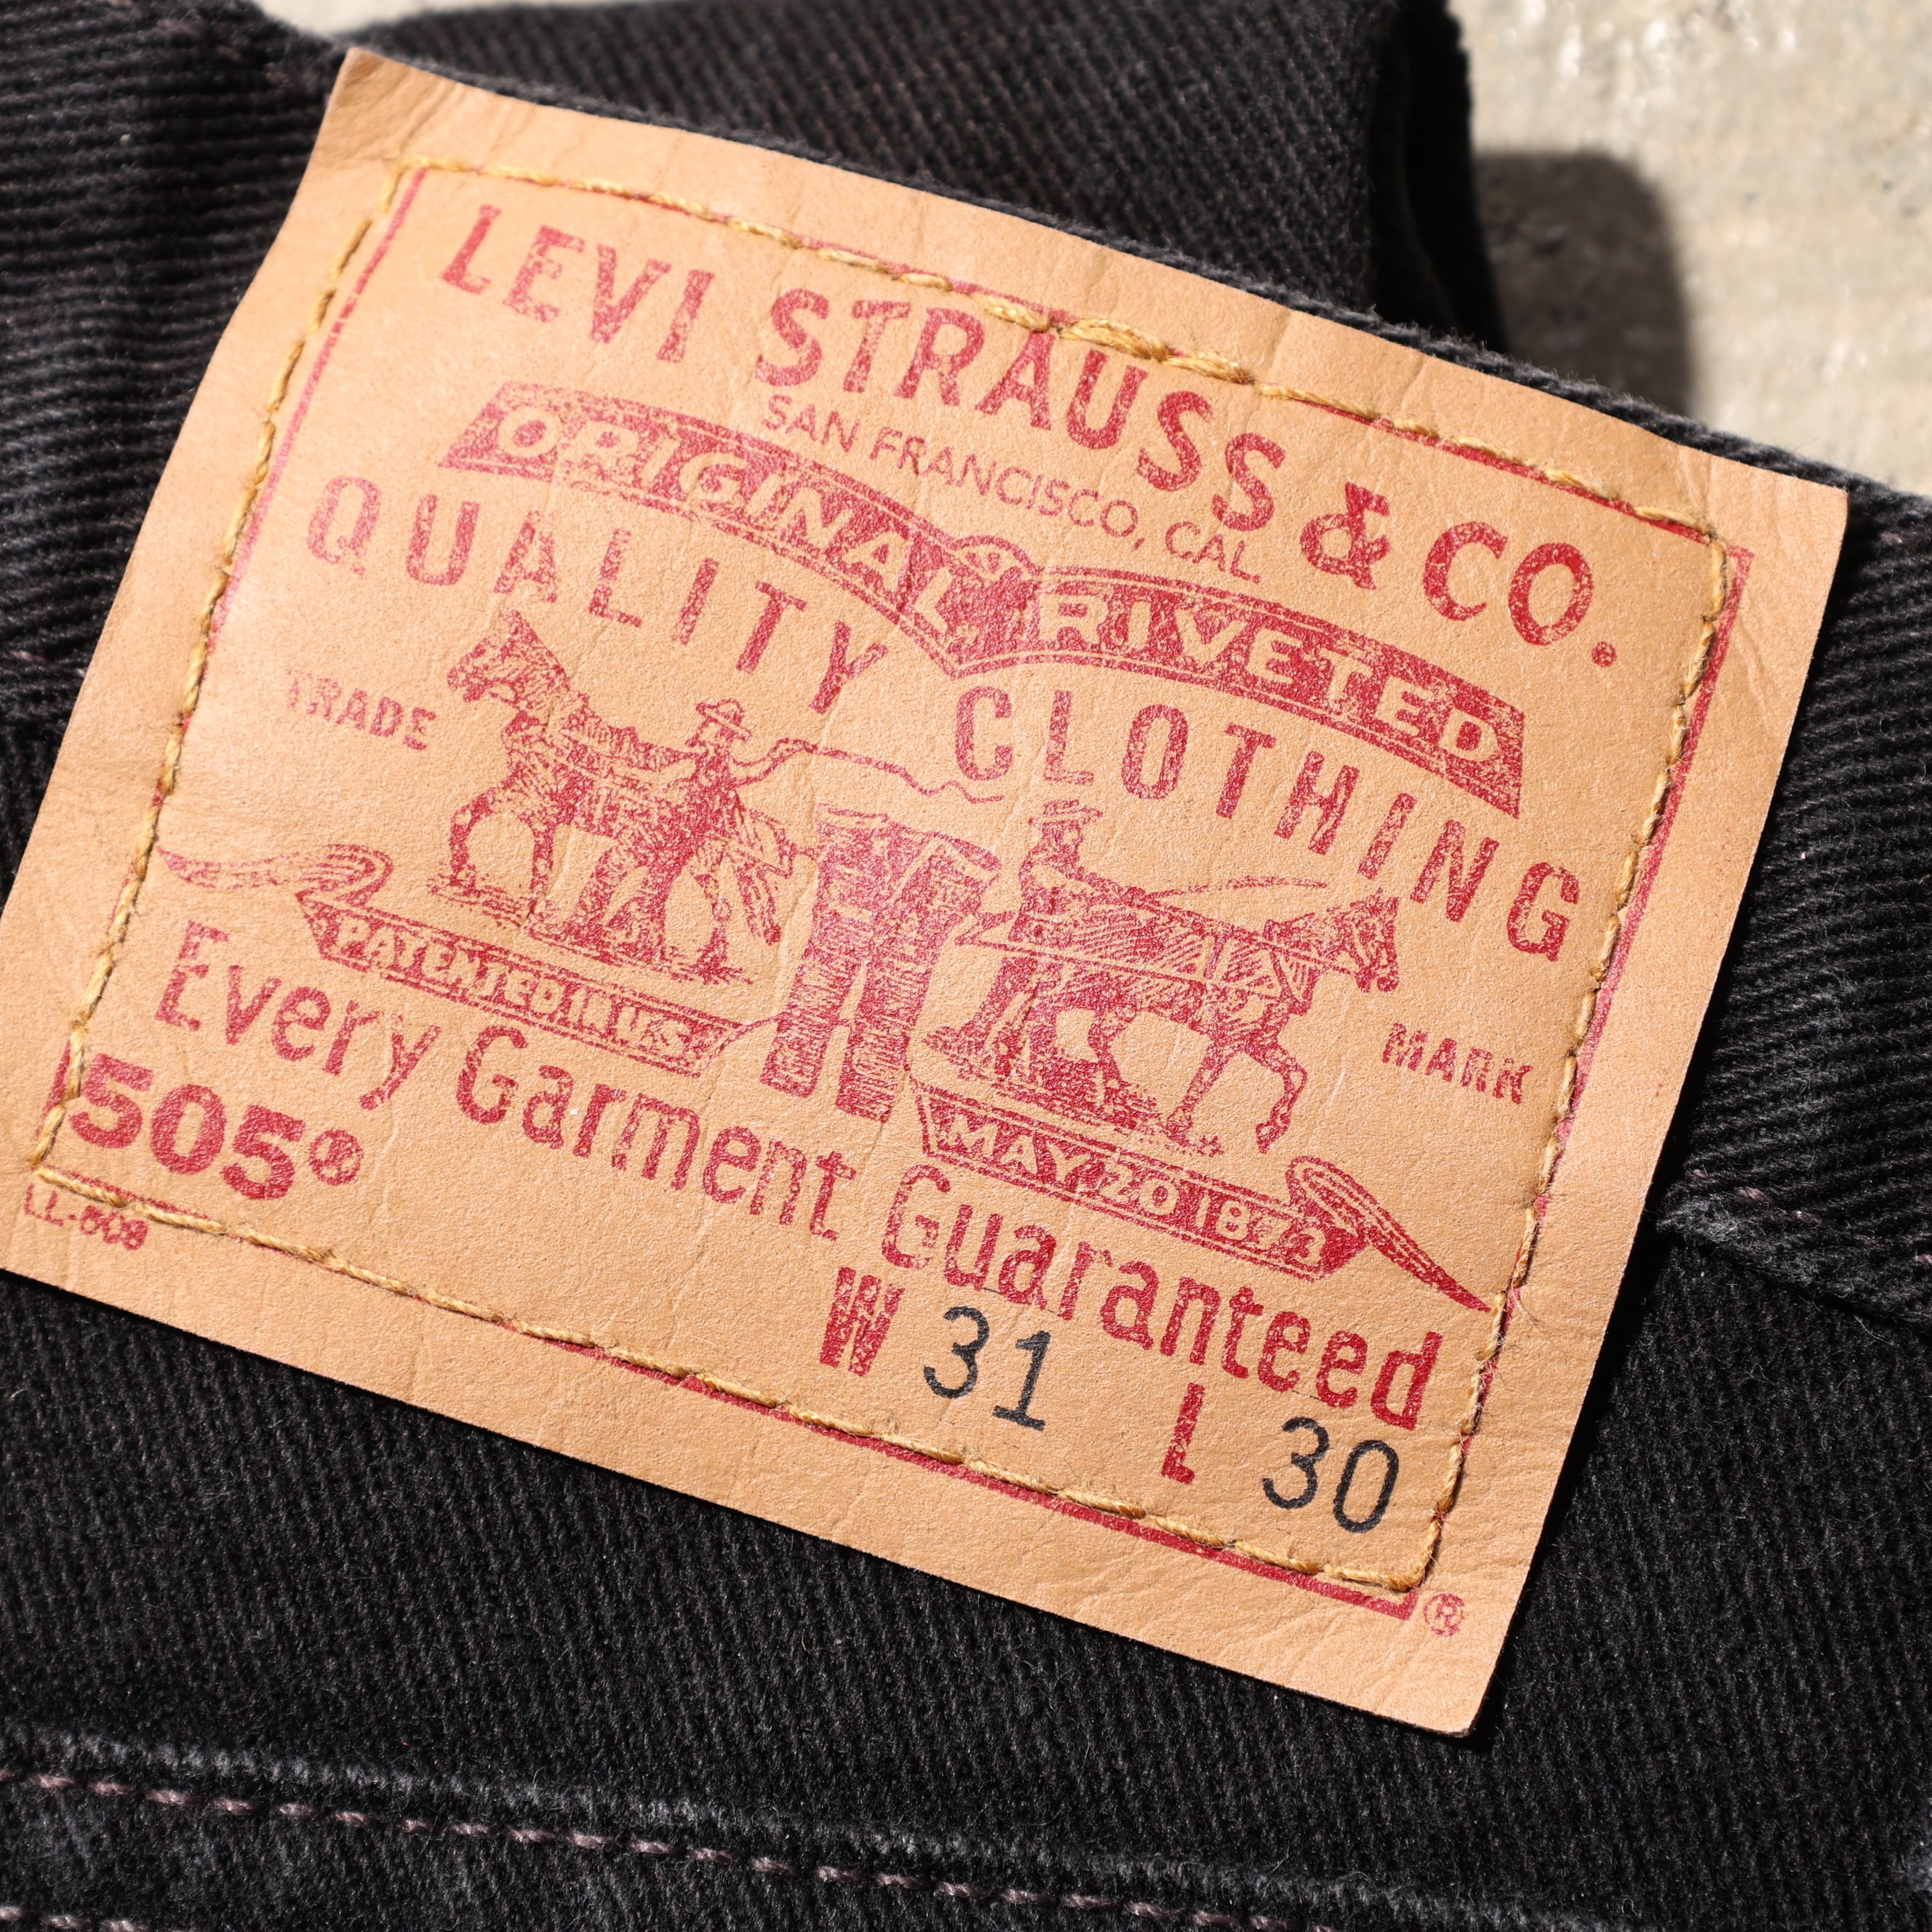 LEVI STRAUSS & CO.
SAN FRANCISCO, CAL.
ORIGINAL RIVETED
QUALITY CLOTHING
TRADE MARK
PATENTED IN U.S.
MAY 20 1873
Every Garment Guaranteed
505®
W 31 L 30
®